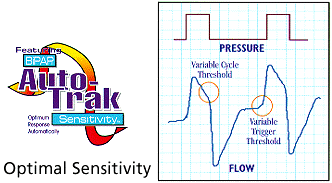 Featuring
BiPAP
Auto-
Trak
Sensitivity
Optimum
Response
Automatically
Optimal Sensitivity
PRESSURE
Variable Cycle
Threshold
Variable
Trigger
Threshold
FLOW